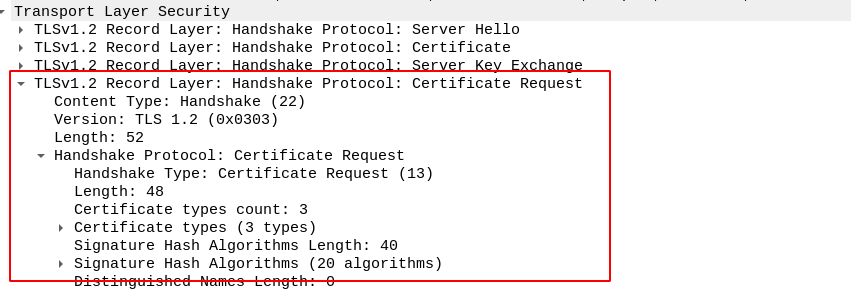 Transport Layer Security
TLSv1.2 Record Layer: Handshake Protocol: Server Hello
TLSv1.2 Record Layer: Handshake Protocol: Certificate
TLSv1.2 Record Layer: Handshake Protocol: Server Key Exchange
TLSv1.2 Record Layer: Handshake Protocol: Certificate Request
Content Type: Handshake (22)
Version: TLS 1.2 (0x0303)
Length: 52
Handshake Protocol: Certificate Request
Handshake Type: Certificate Request (13)
Length: 48
Certificate types count: 3
Certificate types (3 types)
Signature Hash Algorithms Length: 40
Signature Hash Algorithms (20 algorithms)
Distinguished Names Length: 0